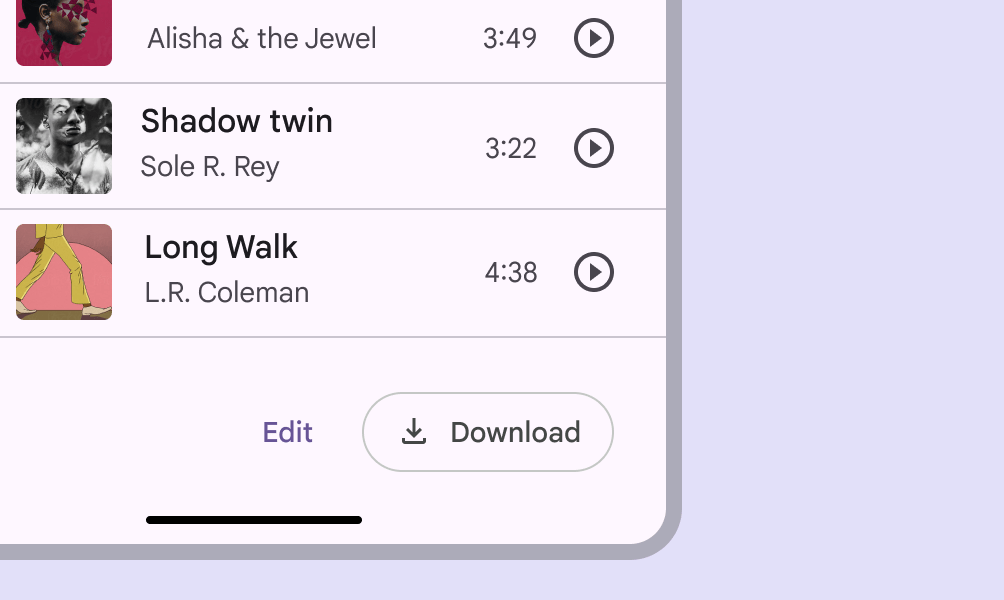 Alisha & the Jewel 3:49
Shadow twin
Sole R. Rey
3:22
Long Walk
L.R. Coleman
4:38
Edit Download